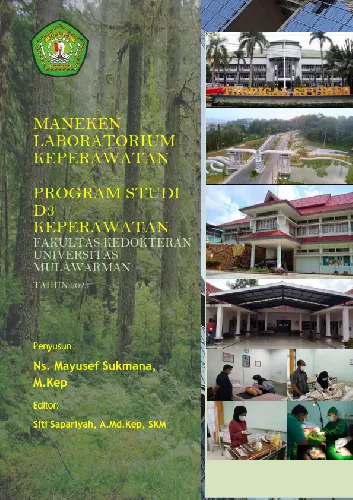 MANEKEN
LABORATORIUM
KEPERAWATAN
PROGRAM STUDI
D3
KEPERAWATAN
FAKULTAS KEDOKTERAN
UNIVERSITAS
MULAWARMAN
TAHUN 2023
Penyusun
Ns. Mayusef Sukmana,
M.Kep
Editor:
Siti Sapariyah, A.Md.Kep, SKM